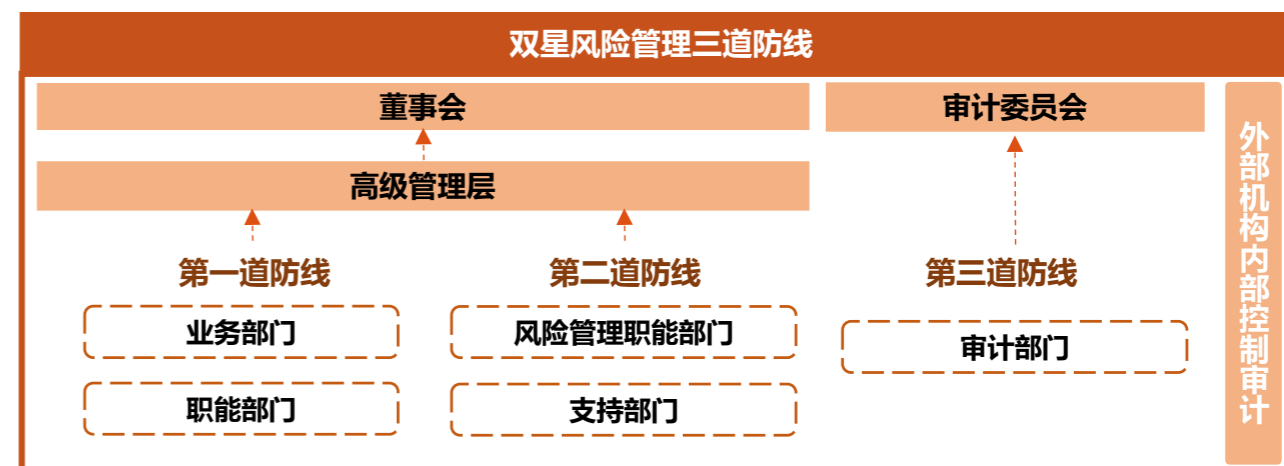 双星风险管理三道防线
董事会
审计委员会
高级管理层
第一道防线
第二道防线
第三道防线
业务部门
风险管理职能部门
审计部门
职能部门
支持部门
外部机构内部控制审计